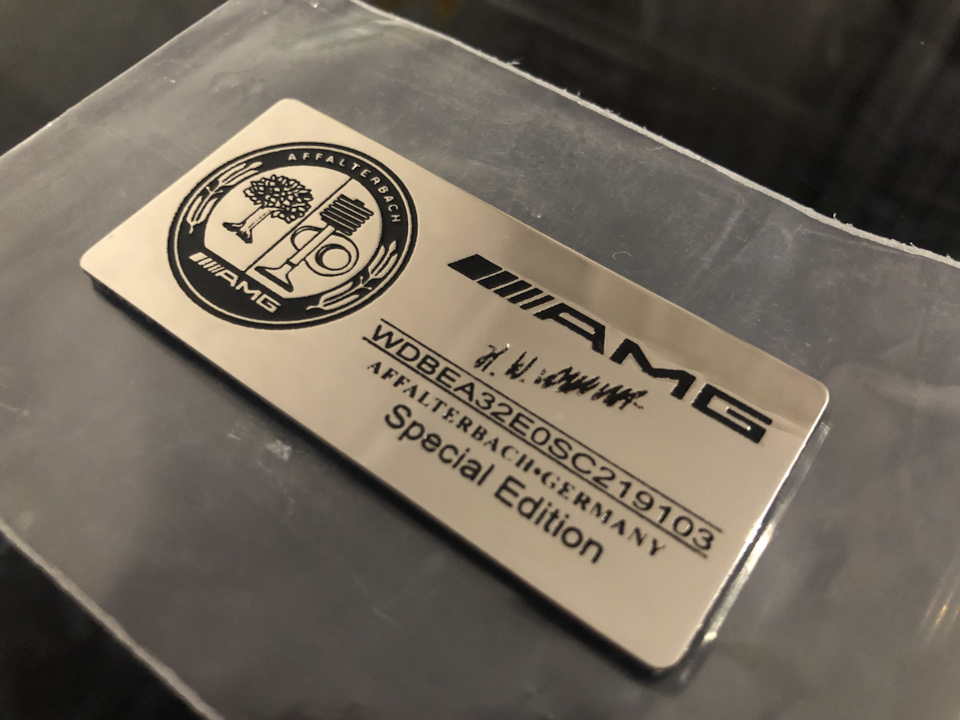 AFFALTERBACH
AMG
AMG
WDBEA32E0SC219103
AFFALTERBACH•GERMANY
Special Edition